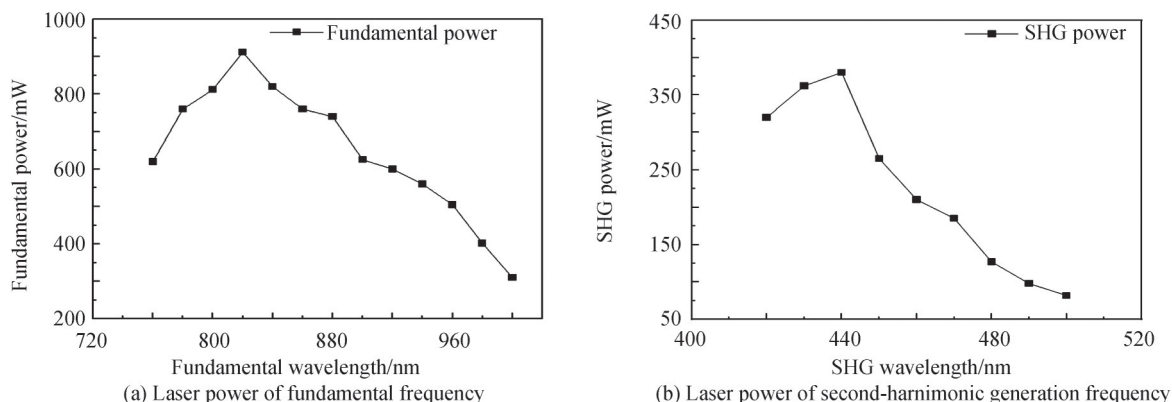 1000
800
600
400
200
Fundamental power/mW
Fundamental power
720
800
880
960
Fundamental wavelength/nm
(a) Laser power of fundamental frequency
450
350
250
150
50
SHG power/mW
SHG power
400
440
480
520
SHG wavelength/nm
(b) Laser power of second-harnimonic generation frequency